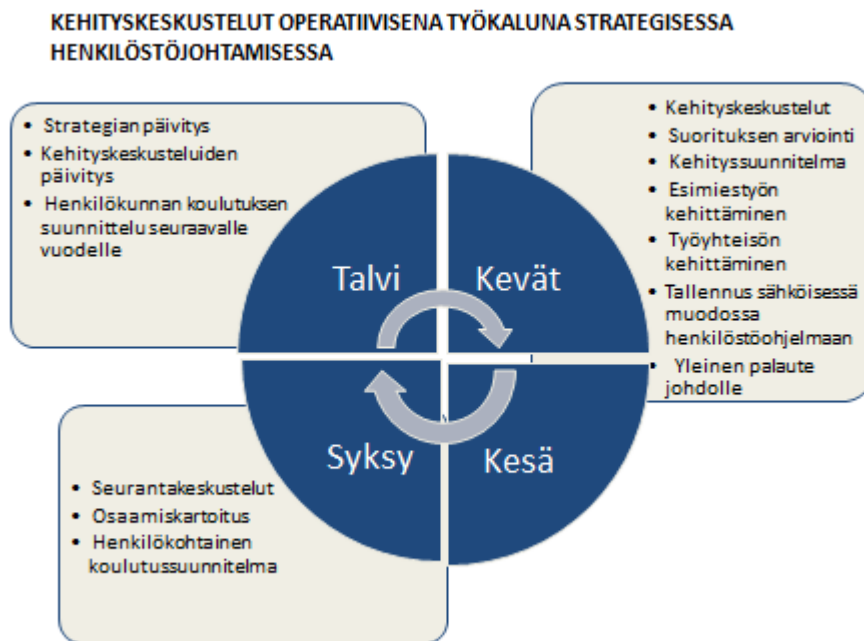 KEHITYSKESKUSTELUT OPERATIIVISENA TYÖKALUNA STRATEGISESSA
HENKILÖSTÖJOHTAMISESSA
• Strategian päivitys
• Kehityskeskusteluiden
päivitys
• Henkilökunnan koulutuksen
suunnittelu seuraavalle
vuodelle
• Kehityskeskustelut
• Suorituksen arviointi
• Kehityssuunnitelma
• Esimiestyön
kehittäminen
• Työyhteisön
kehittäminen
• Tallennus sähköisessä
muodossa
henkilöstöohjelmaan
• Yleinen palaute
johdolle
Talvi
Kevät
Syksy
Kesä
• Seurantakeskustelut
• Osaamiskartoitus
• Henkilökohtainen
koulutussuunnitelma